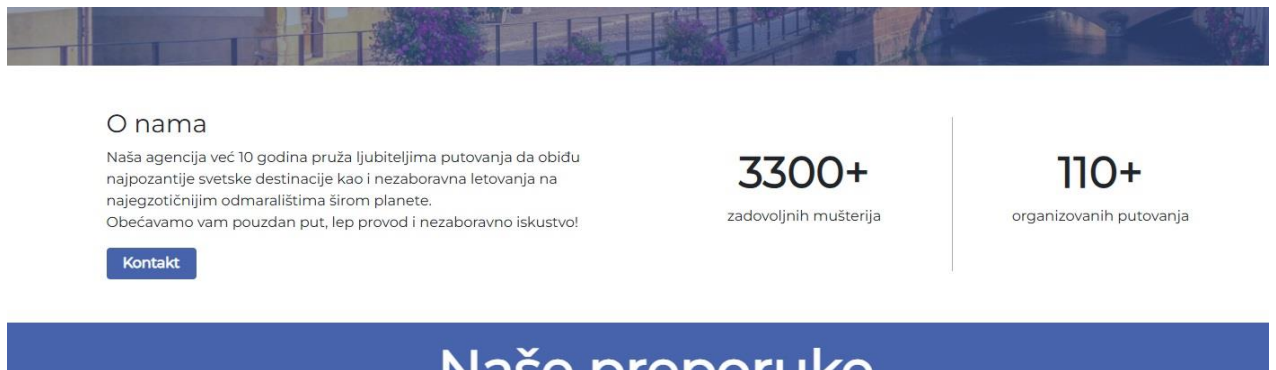 O nama
Naša agencija već 10 godina pruža ljubiteljima putovanja da obiđu
najpozantije svetske destinacije kao i nezaboravna letovanja na
najegzotičnijim odmaralištima širom planete.
Obećavamo vam pouzdan put, lep provod i nezaboravno iskustvo!
Kontakt
3300+
zadovoljnih mušterija
110+
organizovanih putovanja
Naše preporuke